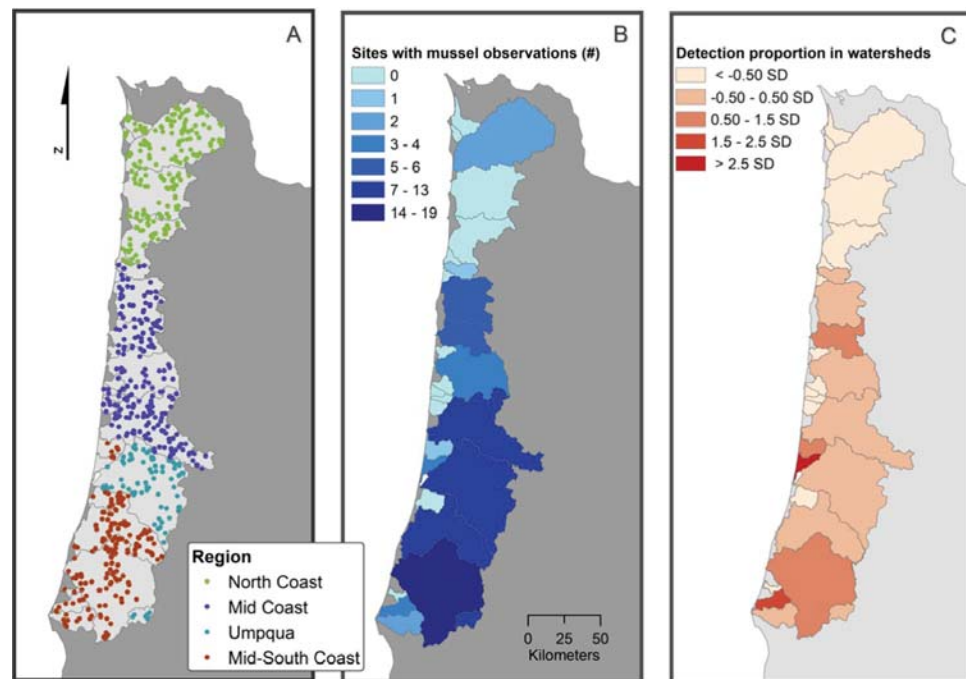 A
N
Region
North Coast
Mid Coast
Umpqua
Mid-South Coast
B
Sites with mussel observations (#)
0
1
2
3 - 4
5 - 6
7 - 13
14 - 19
0 25 50
Kilometers
C
Detection proportion in watersheds
< -0.50 SD
-0.50 - 0.50 SD
0.50 - 1.5 SD
1.5 - 2.5 SD
> 2.5 SD